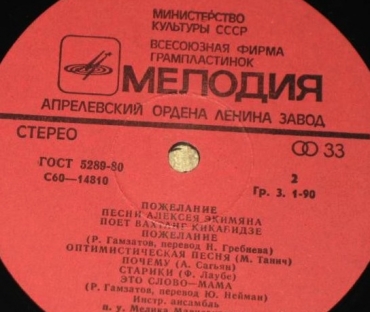 МИНИСТЕРСТВО
КУЛЬТУРЫ СССР
ВСЕСОЮЗНАЯ ФИРМА
ГРАМПЛАСТИНОК
МЕЛОДИЯ
АПРЕЛЕВСКИЙ ОРДЕНА ЛЕНИНА ЗАВОД
СТЕРЕО
33
ГОСТ 5289-80
2
С60-14810
Гр. 3. 1-90
ПОЖЕЛАНИЕ
ПЕСНИ АЛЕКСЕЯ ЭКИМЯНА
ПОЕТ ВАХТАНГ КИКАБИДЗЕ
ПОЖЕЛАНИЕ
(Р. Гамзатов, перевод Н. Гребнева)
ОПТИМИСТИЧЕСКАЯ ПЕСНЯ (М. Танич)
ПОЧЕМУ (А. Сагьян)
СТАРИКИ (Ф. Лаубе)
ЭТО СЛОВО—МАМА
(Р. Гамзатов, перевод Ю. Нейман)
Инстр. ансамбль
п. у. Медика